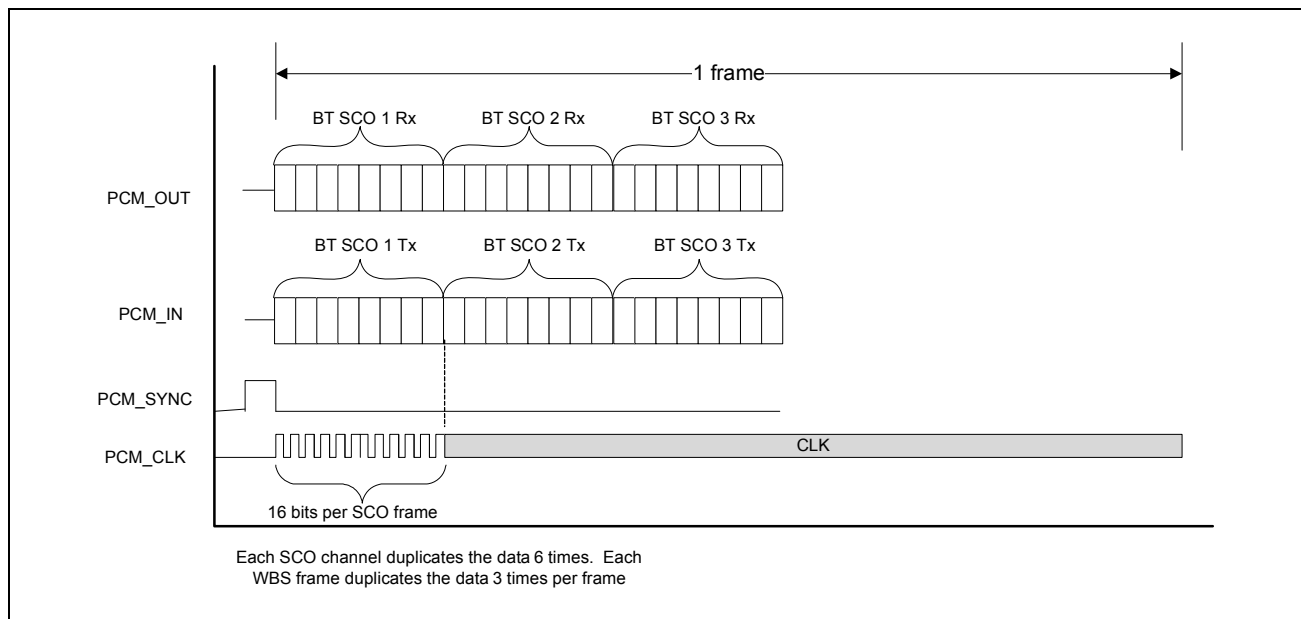 1 frame
BT SCO 1 Rx
BT SCO 2 Rx
BT SCO 3 Rx
PCM_OUT
BT SCO 1 Tx
BT SCO 2 Tx
BT SCO 3 Tx
PCM_IN
PCM_SYNC
PCM_CLK
CLK
16 bits per SCO frame
Each SCO channel duplicates the data 6 times. Each
WBS frame duplicates the data 3 times per frame